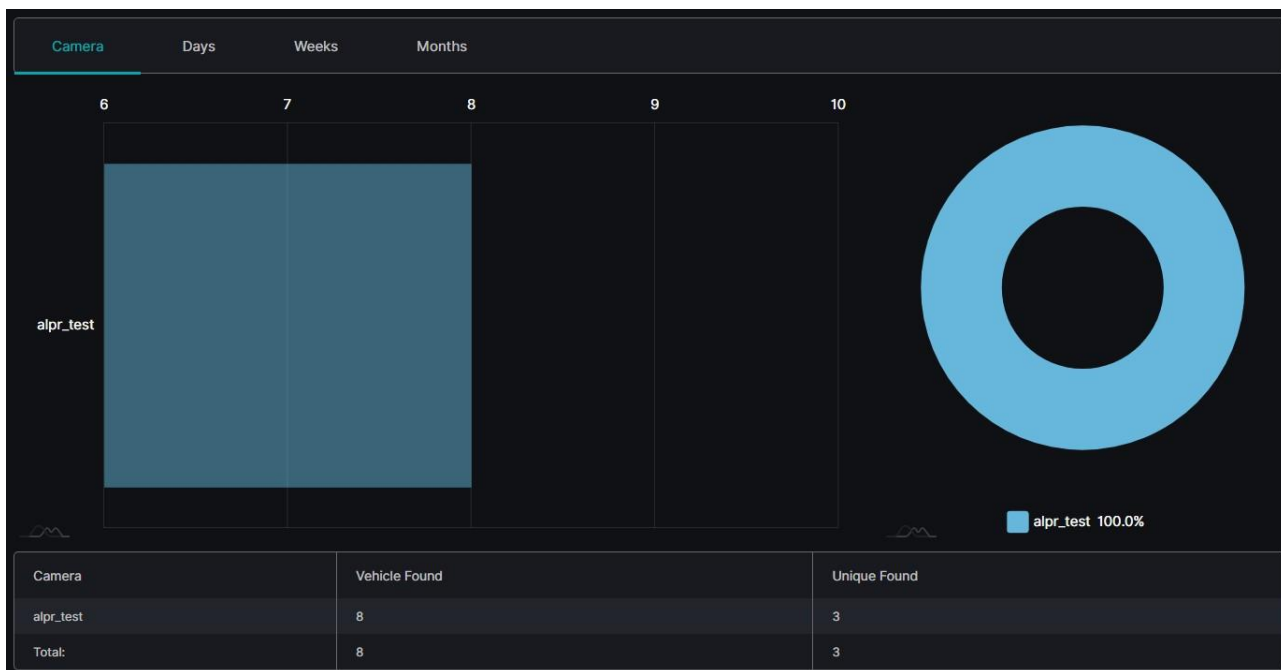 Camera Days Weeks Months
6 7 8 9 10
alpr_test
alpr_test 100.0%
Camera Vehicle Found Unique Found
alpr_test 8 3
Total: 8 3